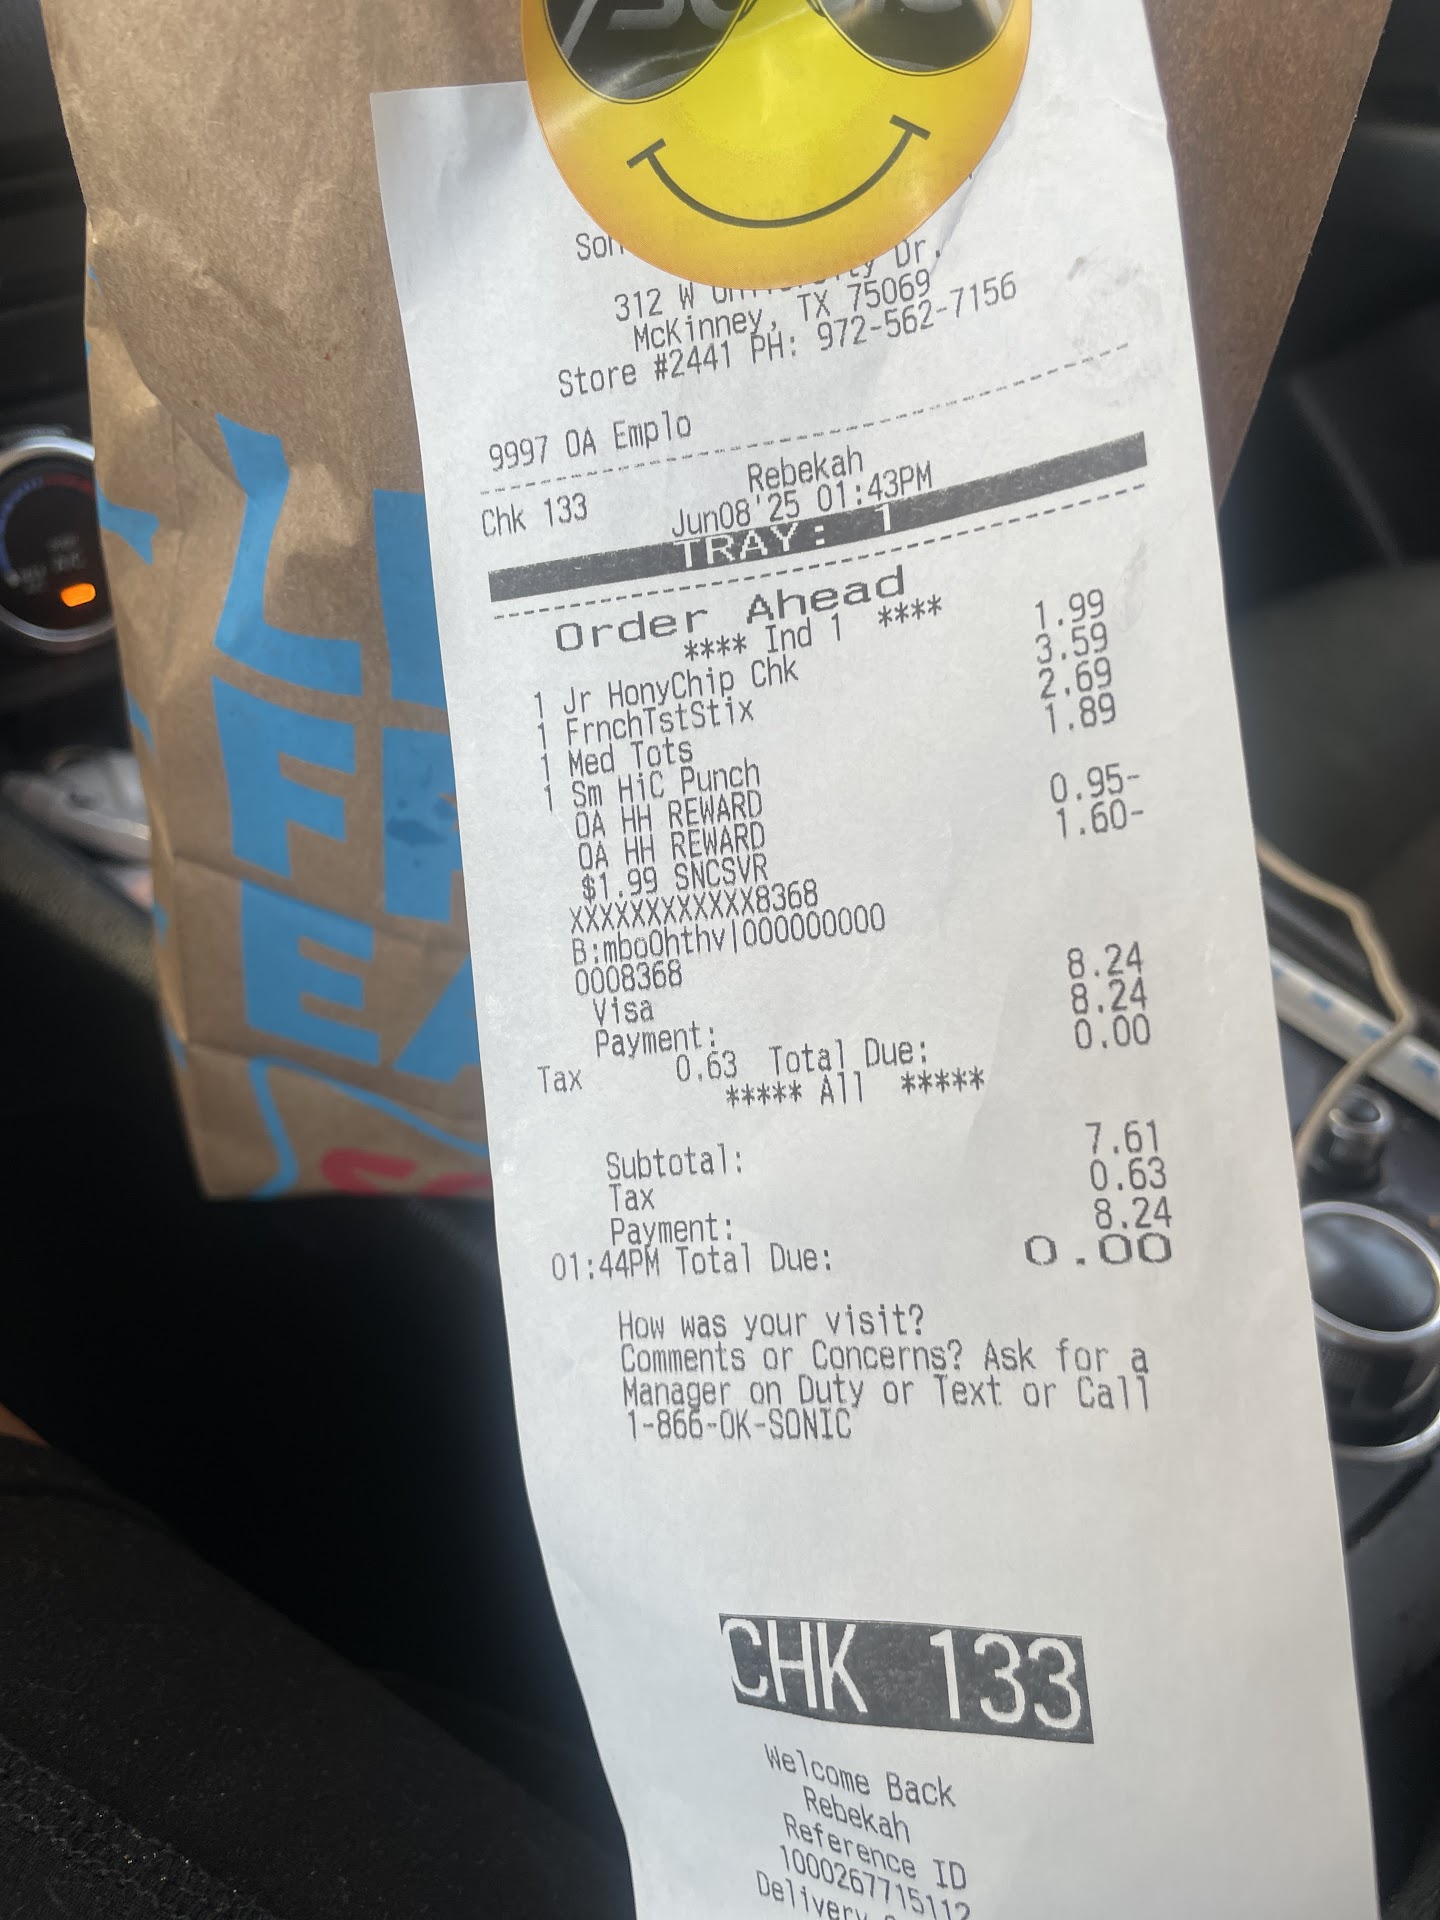 Son
312 W University Dr.
McKinney, TX 75069
Store #2441 PH: 972-562-7156
9997 OA Emplo
Rebekah
Chk 133 Jun08'25 01:43PM
TRAY: 1
Order Ahead
**** Ind 1 ****
1 Jr HonyChip Chk 1.99
1 FrnchTstStix 3.59
1 Med Tots 2.69
1 Sm HiC Punch 1.89
OA HH REWARD
OA HH REWARD 0.95-
$1.99 SNCSVR 1.60-
XXXXXXXXXXXX8368
B:mbo0hthv|000000000
0008368
Visa 8.24
Payment: 8.24
Tax 0.63 Total Due: 0.00
***** All *****
Subtotal: 7.61
Tax 0.63
Payment: 8.24
01:44PM Total Due: 0.00
How was your visit?
Comments or Concerns? Ask for a
Manager on Duty or Text or Call
1-866-OK-SONIC
CHK 133
Welcome Back
Rebekah
Reference ID
1000267715112
Delivery